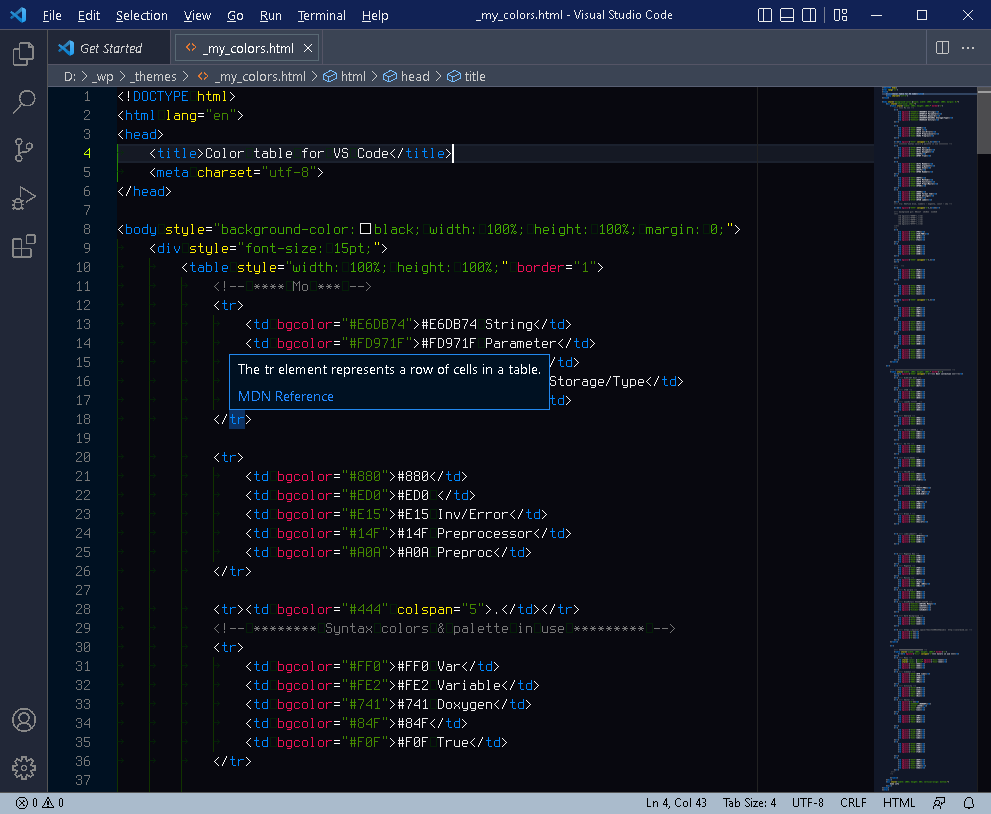 File Edit Selection View Go Run Terminal Help _my_colors.html - Visual Studio Code
Get Started _my_colors.html
D: > _wp > _themes > _my_colors.html > html > head > title
1 <!DOCTYPE html>
2 <html lang="en">
3 <head>
4 <title>Color table for VS Code</title>
5 <meta charset="utf-8">
6 </head>
7
8 <body style="background-color: black; width: 100%; height: 100%; margin: 0;">
9 <div style="font-size: 15pt;">
10 <table style="width: 100%; height: 100%;" border="1">
11 <!-- **** Mo *** -->
12 <tr>
13 <td bgcolor="#E6DB74">#E6DB74 String</td>
14 <td bgcolor="#FD971F">#FD971F Parameter</td>
15 /td>
The tr element represents a row of cells in a table.
16 Storage/Type</td>
MDN Reference
17 td>
18 </tr>
19
20 <tr>
21 <td bgcolor="#880">#880</td>
22 <td bgcolor="#ED0">#ED0 </td>
23 <td bgcolor="#E15">#E15 Inv/Error</td>
24 <td bgcolor="#14F">#14F Preprocessor</td>
25 <td bgcolor="#A0A">#A0A Preproc</td>
26 </tr>
27
28 <tr><td bgcolor="#444" colspan="5">.</td></tr>
29 <!-- ******** Syntax colors & palette in use ********* -->
30 <tr>
31 <td bgcolor="#FF0">#FF0 Var</td>
32 <td bgcolor="#FE2">#FE2 Variable</td>
33 <td bgcolor="#741">#741 Doxygen</td>
34 <td bgcolor="#84F">#84F</td>
35 <td bgcolor="#F0F">#F0F True</td>
36 </tr>
37
0 0 Ln 4, Col 43 Tab Size: 4 UTF-8 CRLF HTML